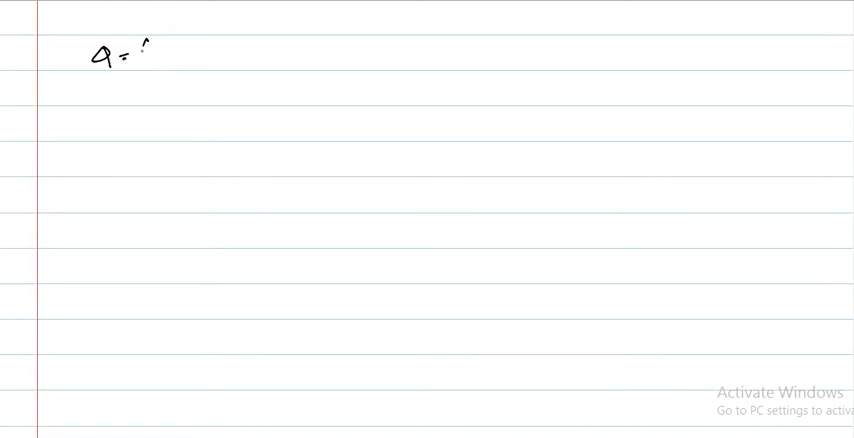 Q =
Activate Windows
Go to PC settings to activa